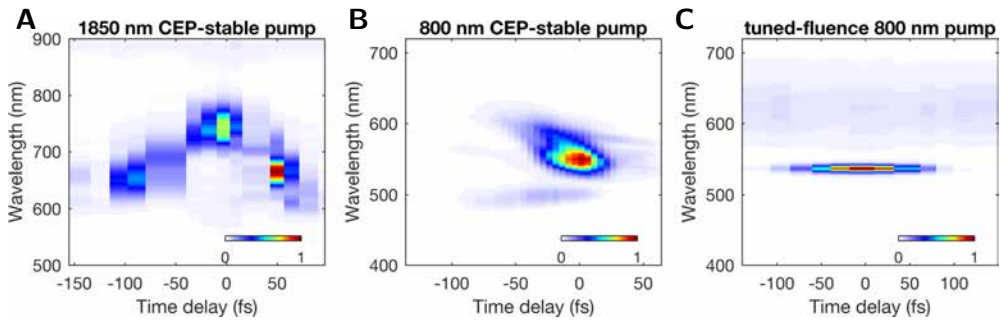 A
1850 nm CEP-stable pump
900
800
700
600
500
Wavelength (nm)
-150
-100
-50
0
50
Time delay (fs)
0
1
B
800 nm CEP-stable pump
700
600
500
400
Wavelength (nm)
-100
-50
0
50
Time delay (fs)
0
1
C
tuned-fluence 800 nm pump
700
600
500
400
Wavelength (nm)
-100
-50
0
50
100
Time delay (fs)
0
1